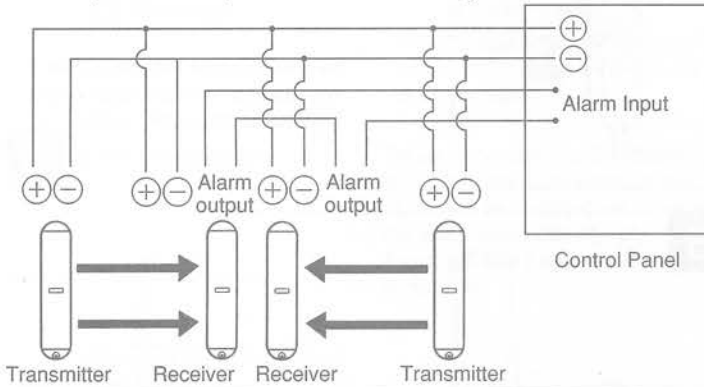 +
−
Alarm Input
+ − + − Alarm output + − Alarm output + −
Control Panel
Transmitter Receiver Receiver Transmitter